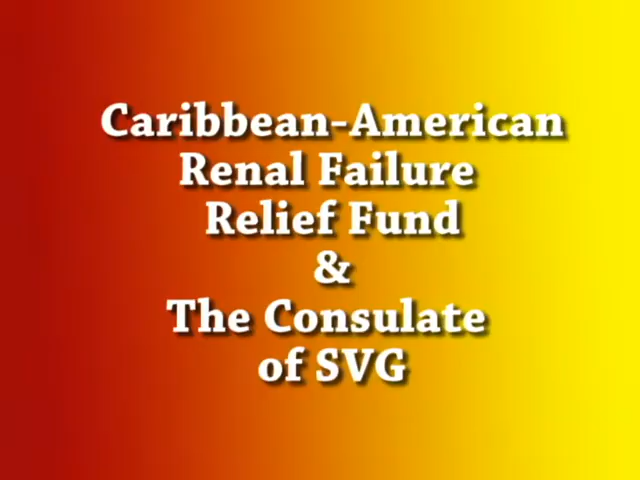 Caribbean-American
Renal Failure
Relief Fund
&
The Consulate
of SVG